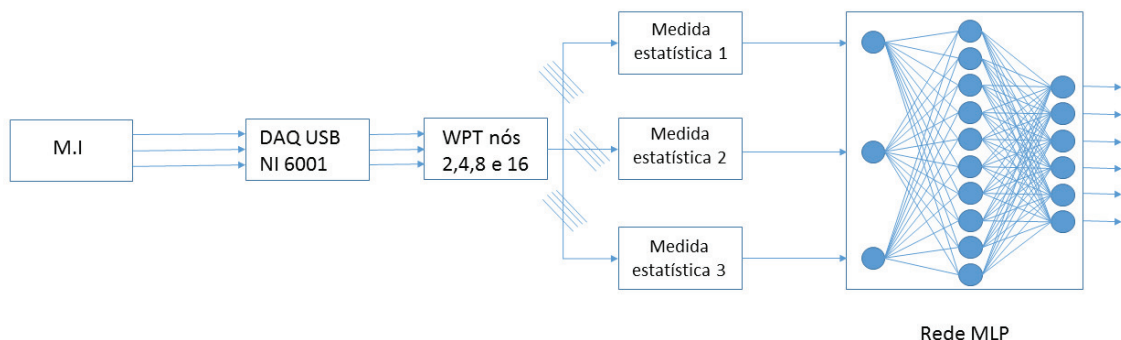 M.I
DAQ USB
NI 6001
WPT nós
2,4,8 e 16
Medida
estatística 1
Medida
estatística 2
Medida
estatística 3
Rede MLP